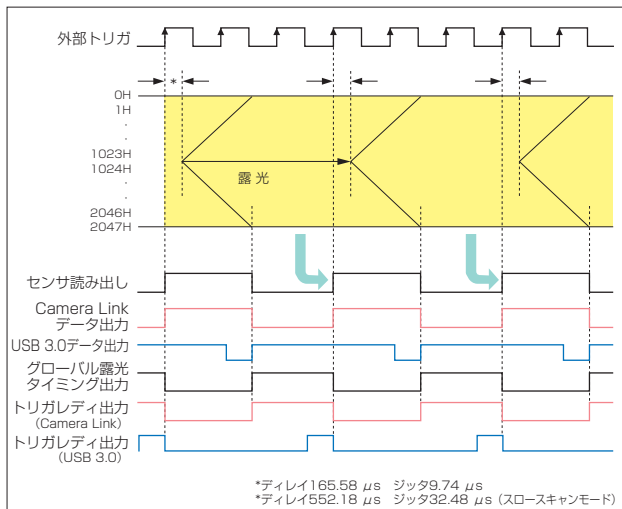 外部トリガ
*
0H
1H
.
.
1023H
1024H
.
.
2046H
2047H
露 光
センサ読み出し
Camera Link
データ出力
USB 3.0データ出力
グローバル露光
タイミング出力
トリガレディ出力
(Camera Link)
トリガレディ出力
(USB 3.0)
*ディレイ165.58 μs ジッタ9.74 μs
*ディレイ552.18 μs ジッタ32.48 μs (スロースキャンモード)